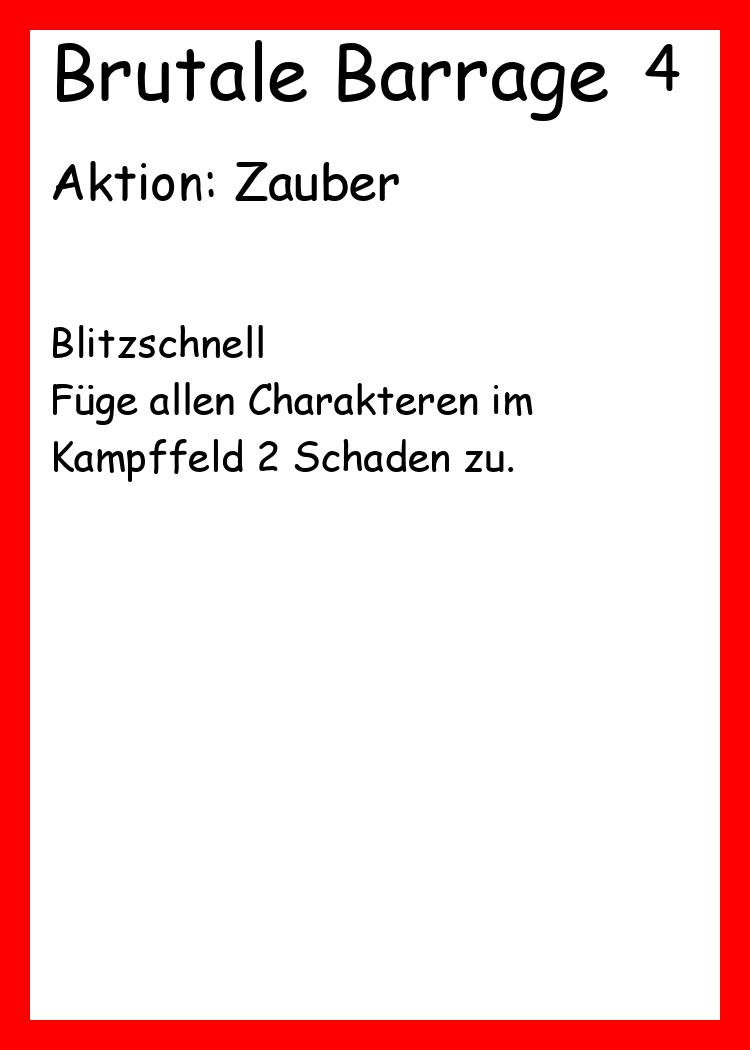 Brutale Barrage 4
Aktion: Zauber
Blitzschnell
Füge allen Charakteren im
Kampffeld 2 Schaden zu.